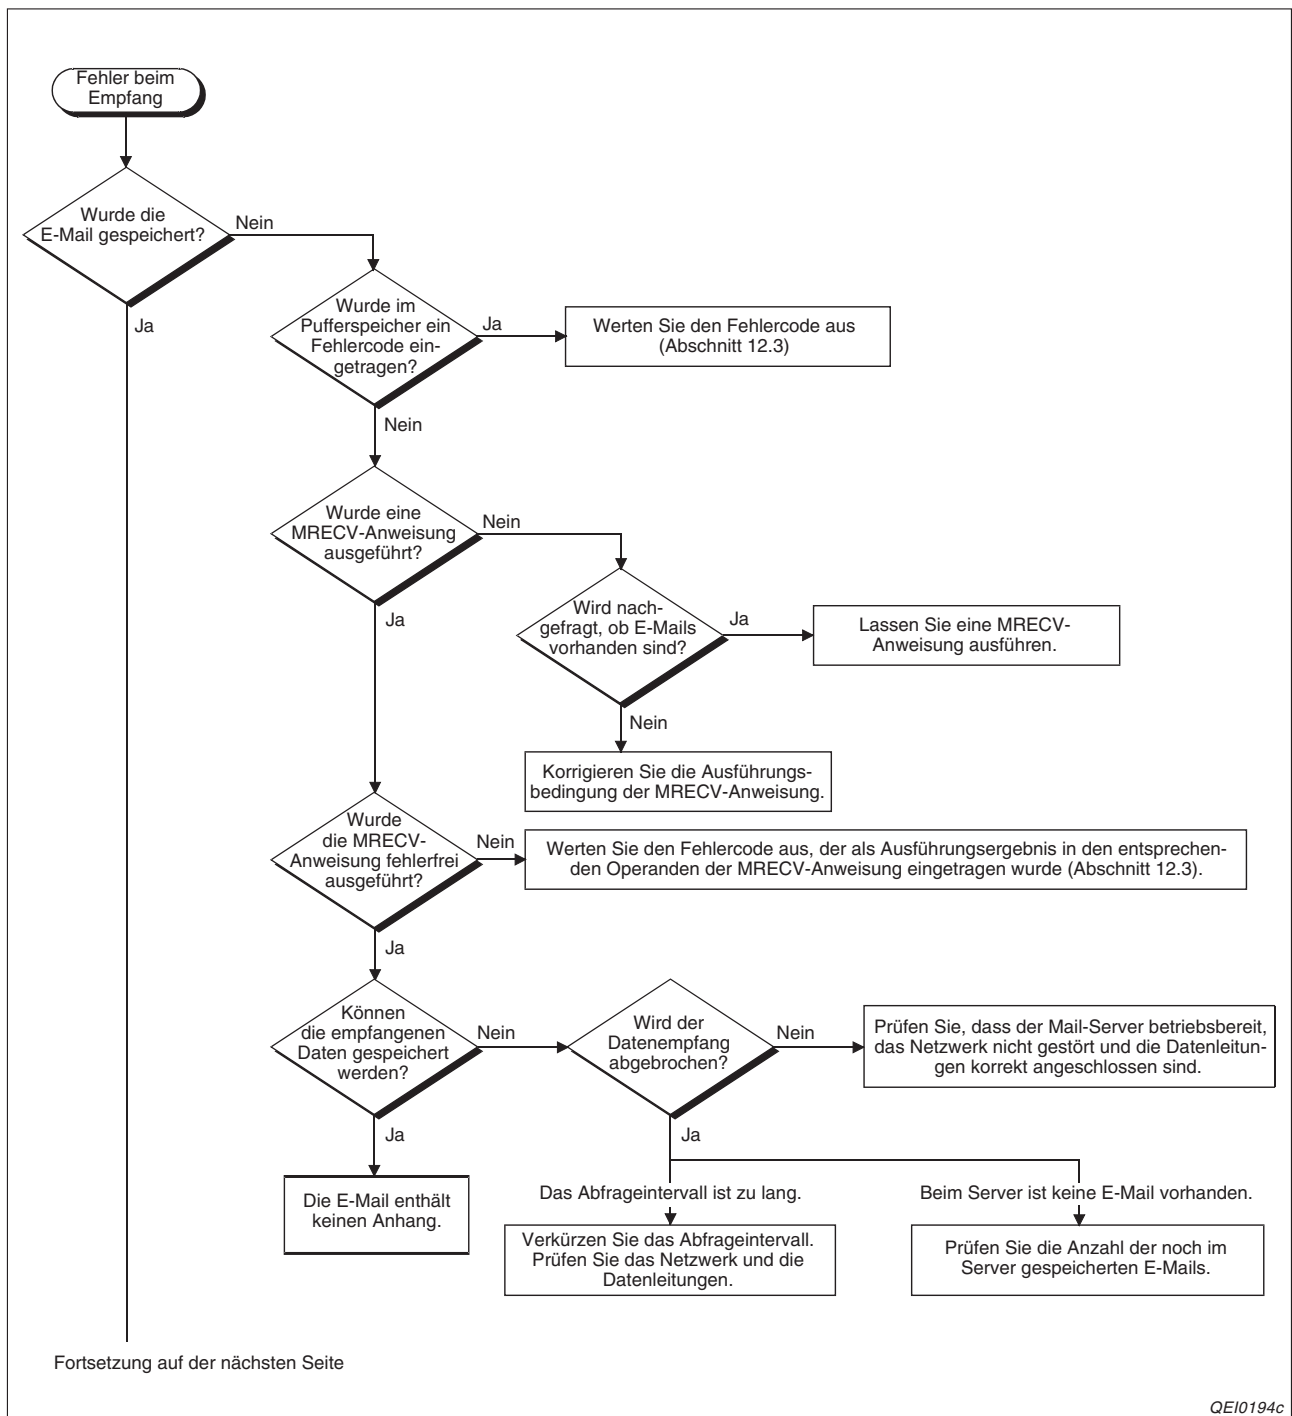 Fehler beim
Empfang
Wurde die
E-Mail gespeichert?
Nein
Ja
Wurde im
Pufferspeicher ein
Fehlercode ein-
getragen?
Ja
Werten Sie den Fehlercode aus
(Abschnitt 12.3)
Nein
Wurde eine
MRECV-Anweisung
ausgeführt?
Nein
Ja
Wird nach-
gefragt, ob E-Mails
vorhanden sind?
Ja
Lassen Sie eine MRECV-
Anweisung ausführen.
Nein
Korrigieren Sie die Ausführungs-
bedingung der MRECV-Anweisung.
Wurde
die MRECV-
Anweisung fehlerfrei
ausgeführt?
Nein
Werten Sie den Fehlercode aus, der als Ausführungsergebnis in den entsprechen-
den Operanden der MRECV-Anweisung eingetragen wurde (Abschnitt 12.3).
Ja
Können
die empfangenen
Daten gespeichert
werden?
Nein
Wird der
Datenempfang
abgebrochen?
Nein
Prüfen Sie, dass der Mail-Server betriebsbereit,
das Netzwerk nicht gestört und die Datenleitun-
gen korrekt angeschlossen sind.
Ja
Ja
Die E-Mail enthält
keinen Anhang.
Das Abfrageintervall ist zu lang.
Beim Server ist keine E-Mail vorhanden.
Verkürzen Sie das Abfrageintervall.
Prüfen Sie das Netzwerk und die
Datenleitungen.
Prüfen Sie die Anzahl der noch im
Server gespeicherten E-Mails.
Fortsetzung auf der nächsten Seite
QEI0194c